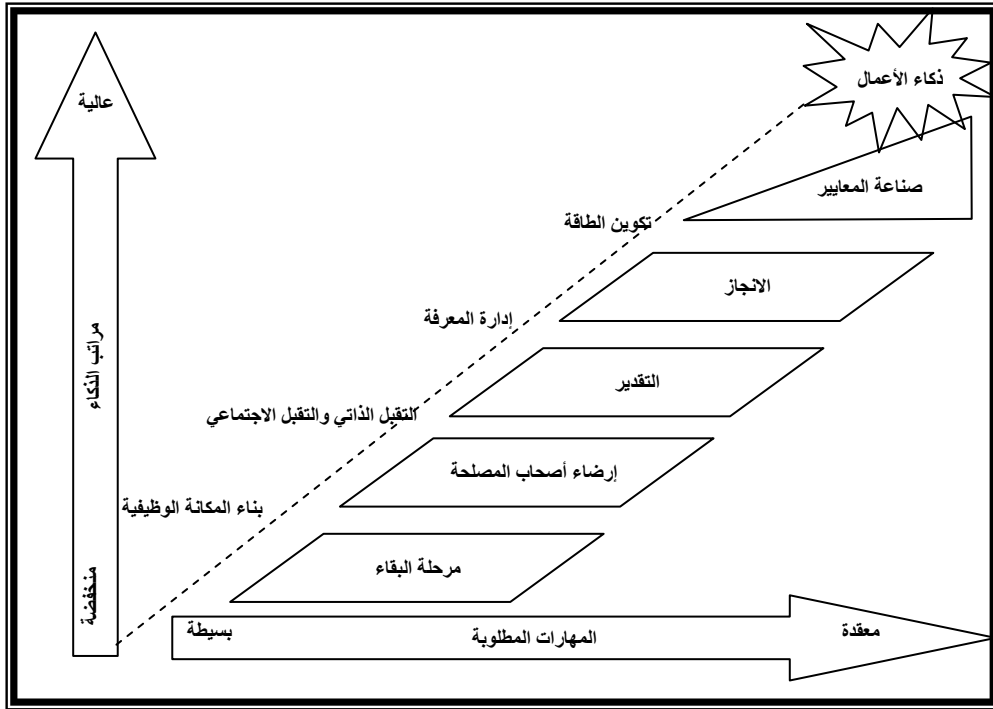 ذكاء الأعمال
عالية
صناعة المعايير
تكوين الطاقة
الانجاز
إدارة المعرفة
مراتب الذكاء
التقدير
التقبل الذاتي والتقبل الاجتماعي
إرضاء أصحاب المصلحة
بناء المكانة الوظيفية
مرحلة البقاء
منخفضة
بسيطة
المهارات المطلوبة
معقدة